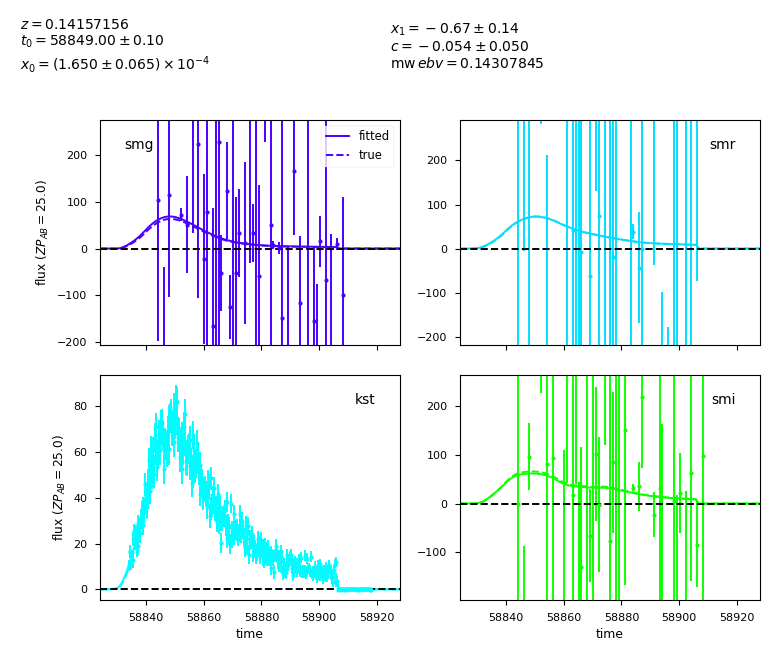 z = 0.14157156
t₀ = 58849.00 ± 0.10
x₀ = (1.650 ± 0.065) × 10⁻⁴
x₁ = −0.67 ± 0.14
c = −0.054 ± 0.050
mw ebv = 0.14307845
smg
fitted
true
200
100
0
−100
−200
flux (ZP_AB = 25.0)
smr
200
100
0
−100
−200
kst
80
60
40
20
0
flux (ZP_AB = 25.0)
58840 58860 58880 58900 58920
time
smi
200
100
0
−100
58840 58860 58880 58900 58920
time